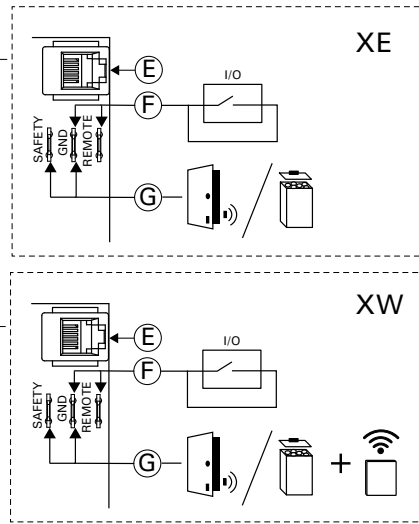 XE
E
I/O
F
SAFETY
GND
REMOTE
G
XW
E
I/O
F
SAFETY
GND
REMOTE
G
+